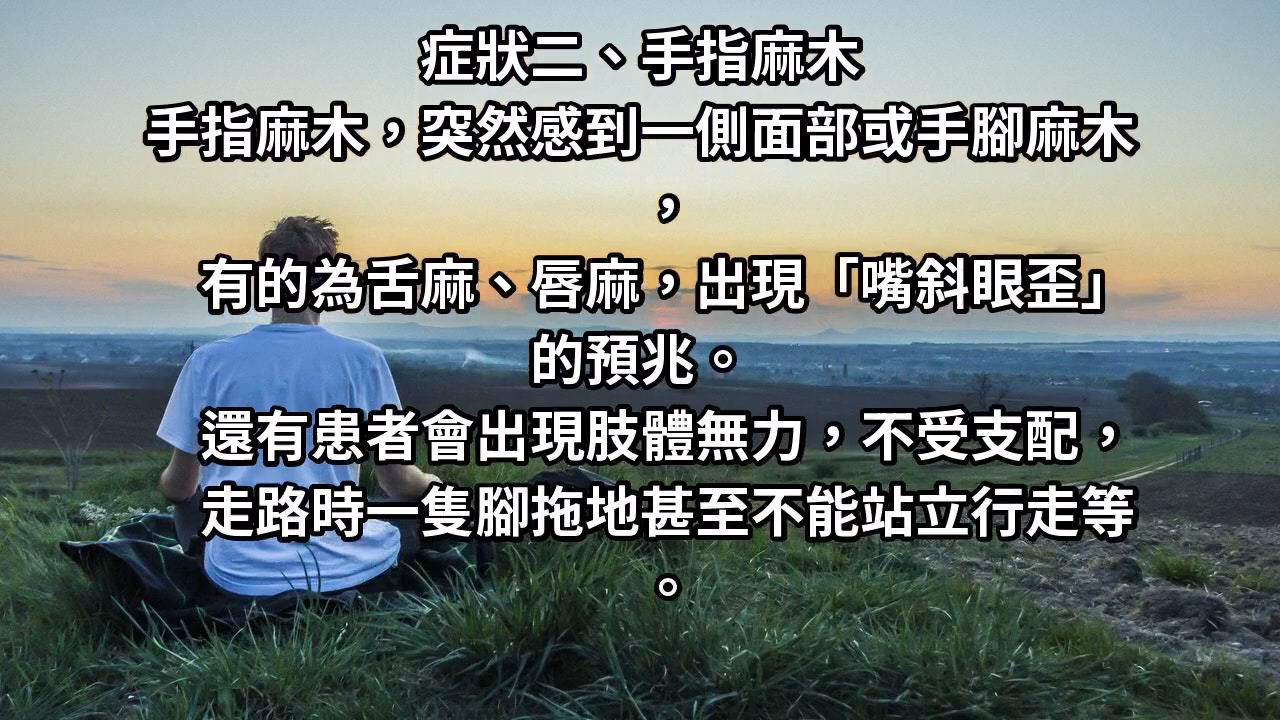 症狀二、手指麻木
手指麻木，突然感到一側面部或手腳麻木
，
有的為舌麻、唇麻，出現「嘴斜眼歪」
的預兆。
還有患者會出現肢體無力，不受支配，
走路時一隻腳拖地甚至不能站立行走等
。